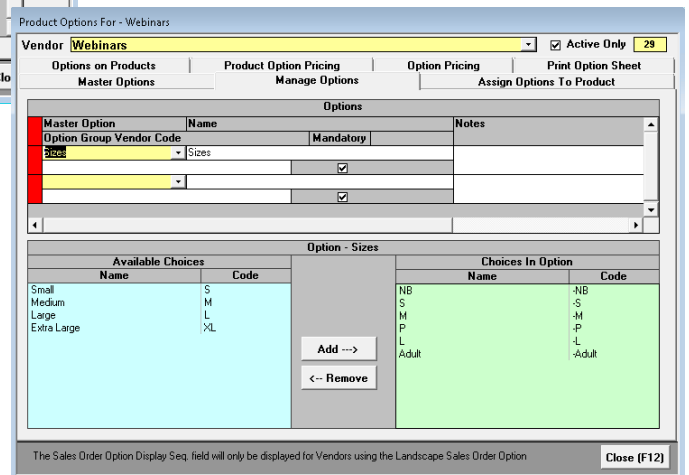 Product Options For - Webinars
Vendor Webinars Active Only 29
Options on Products Product Option Pricing Option Pricing Print Option Sheet
Master Options Manage Options Assign Options To Product
Options
Master Option Name Notes
Option Group Vendor Code Mandatory
Sizes Sizes
Option - Sizes
Available Choices Choices In Option
Name Code Name Code
Small S NB -NB
Medium M S -S
Large L M -M
Extra Large XL P -P
L -L
Adult -Adult
Add --->
<-- Remove
The Sales Order Option Display Seq. field will only be displayed for Vendors using the Landscape Sales Order Option Close (F12)